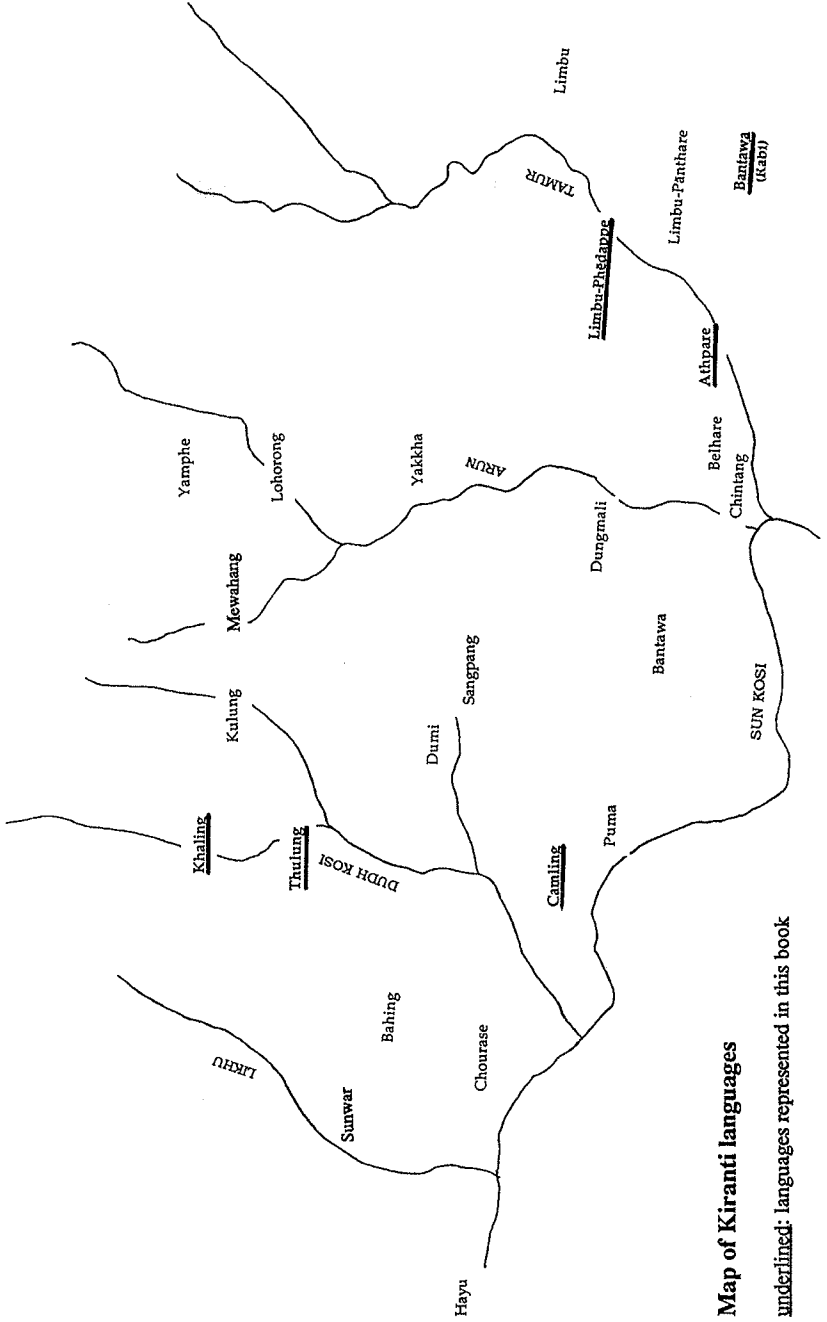 Yamphe
Khaling
Kulung
Mewahang
LIKHU
Lohorong
Thulung
Sunwar
DUDH KOSI
Bahing
Yakkha
Dumi
Hayu
Sangpang
Chourase
ARUN
TAMUR
Camling
Limbu
Dungmali
Limbu-Phedappe
Puma
Bantawa
Limbu-Panthare
Athpare
Belhare
Chintang
Bantawa
(Rabi)
SUN KOSI
Map of Kiranti languages
underlined: languages represented in this book